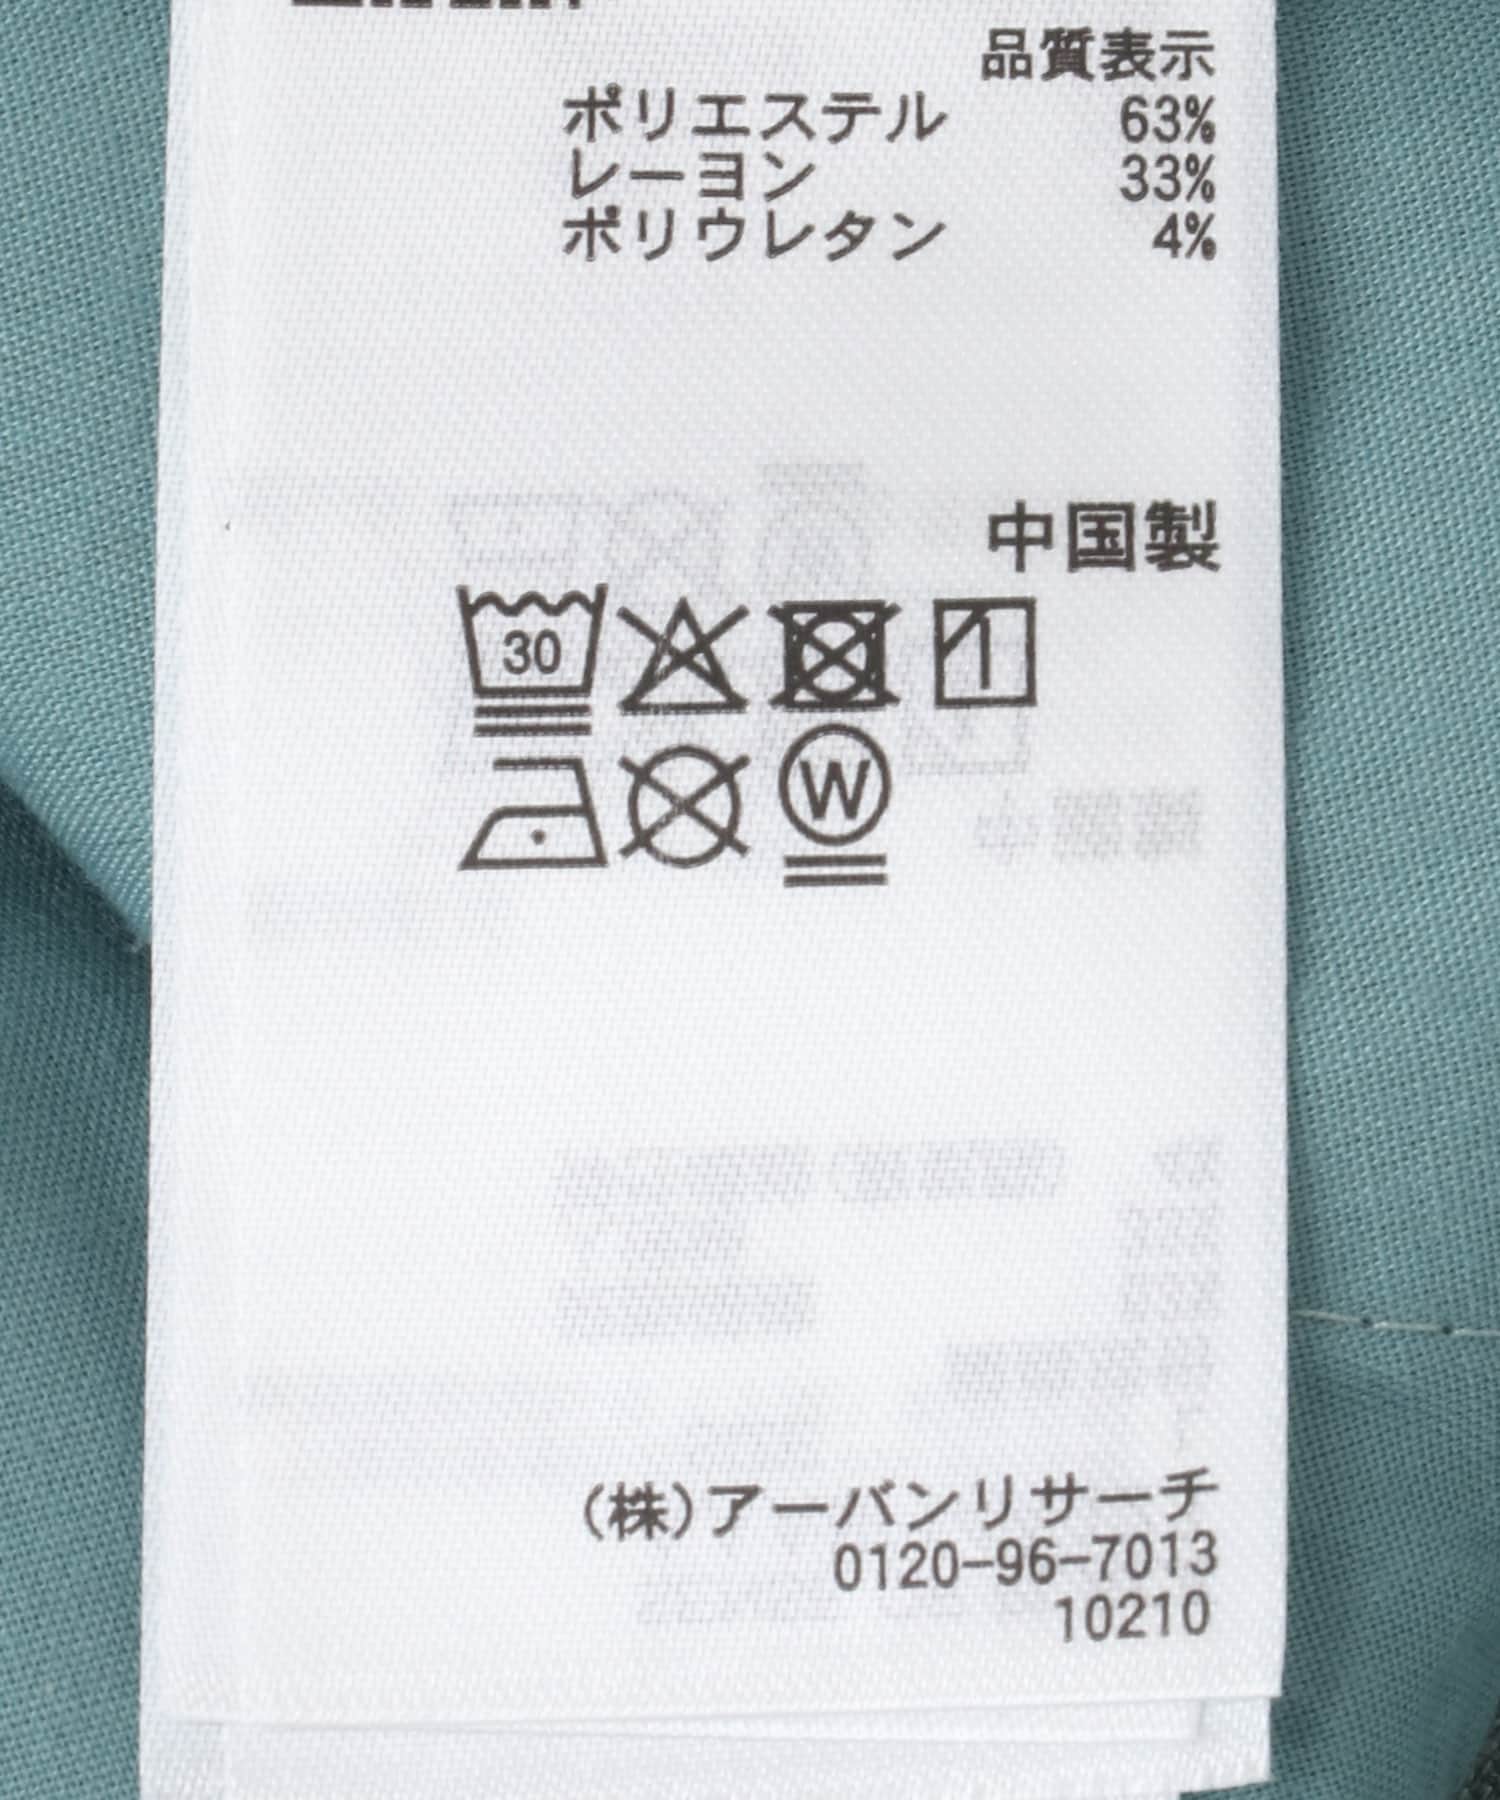 品質表示
ポリエステル 63%
レーヨン 33%
ポリウレタン 4%
中国製
30
W
(株)アーバンリサーチ
0120-96-7013
10210